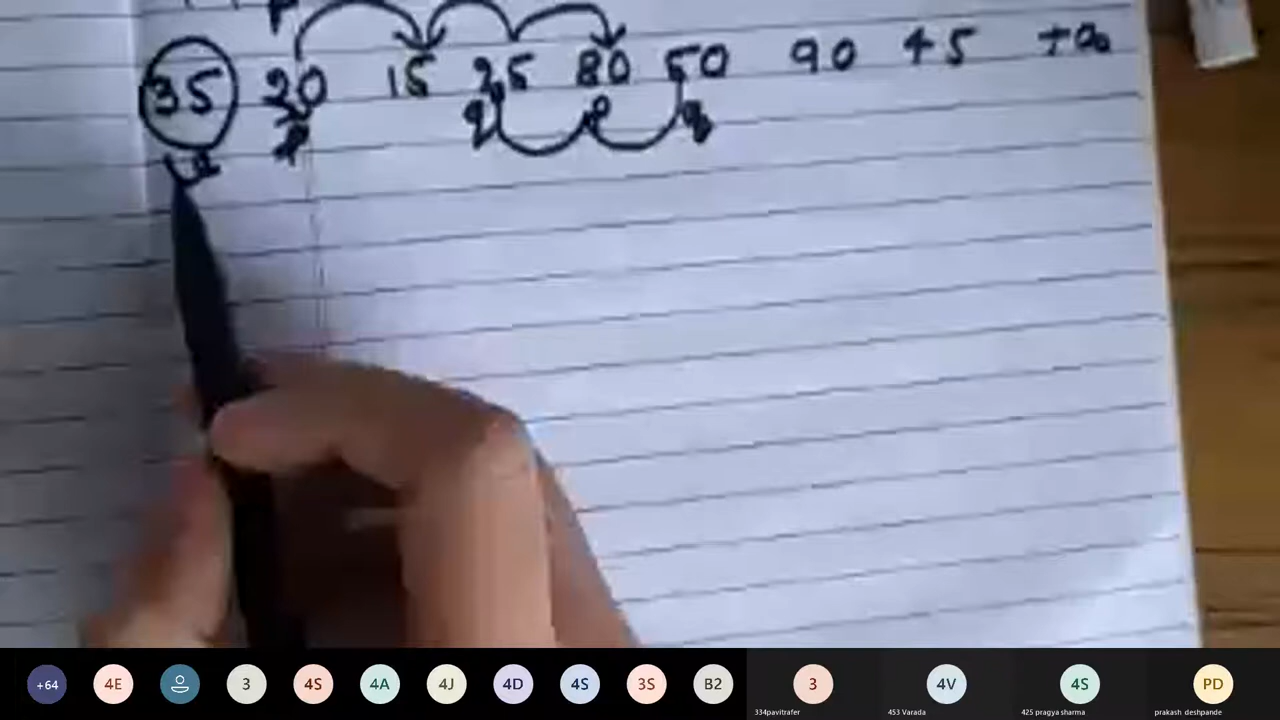 35 20 15 25 80 50 90 45 +∞
p q p q
+64 4E 3 4S 4A 4J 4D 4S 3S B2 3 4V 4S PD
334pavitrafer 453 Varada 425 pragya sharma prakash deshpande